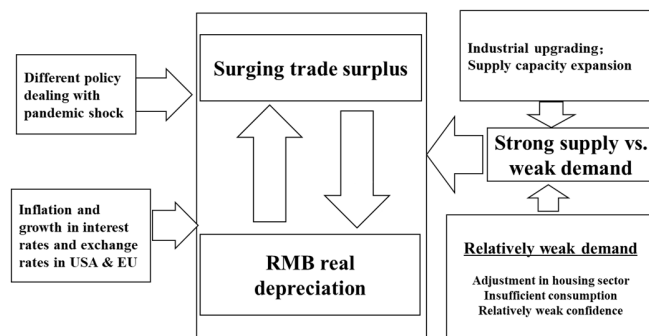 Different policy
dealing with
pandemic shock
Inflation and
growth in interest
rates and exchange
rates in USA & EU
Surging trade surplus
RMB real
depreciation
Industrial upgrading;
Supply capacity expansion
Strong supply vs.
weak demand
Relatively weak demand
Adjustment in housing sector
Insufficient consumption
Relatively weak confidence